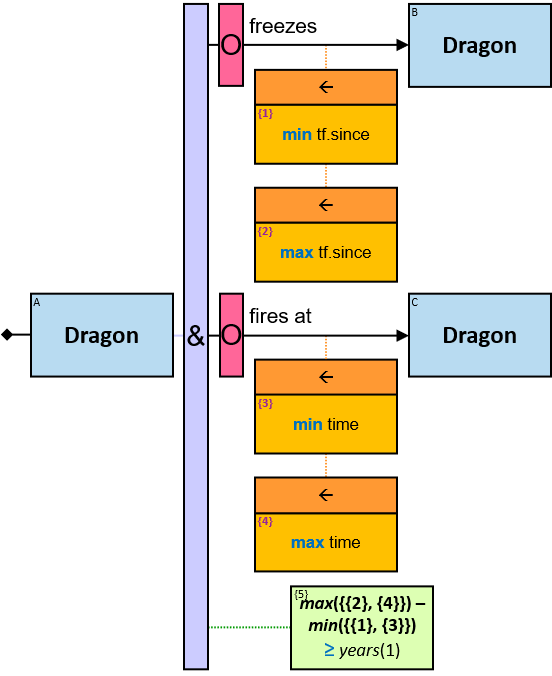 freezes
B
Dragon
O
←
{1}
min tf.since
←
{2}
max tf.since
A
Dragon
&
O
fires at
C
Dragon
←
{3}
min time
←
{4}
max time
{5}
max({{2}, {4}}) –
min({{1}, {3}})
≥ years(1)